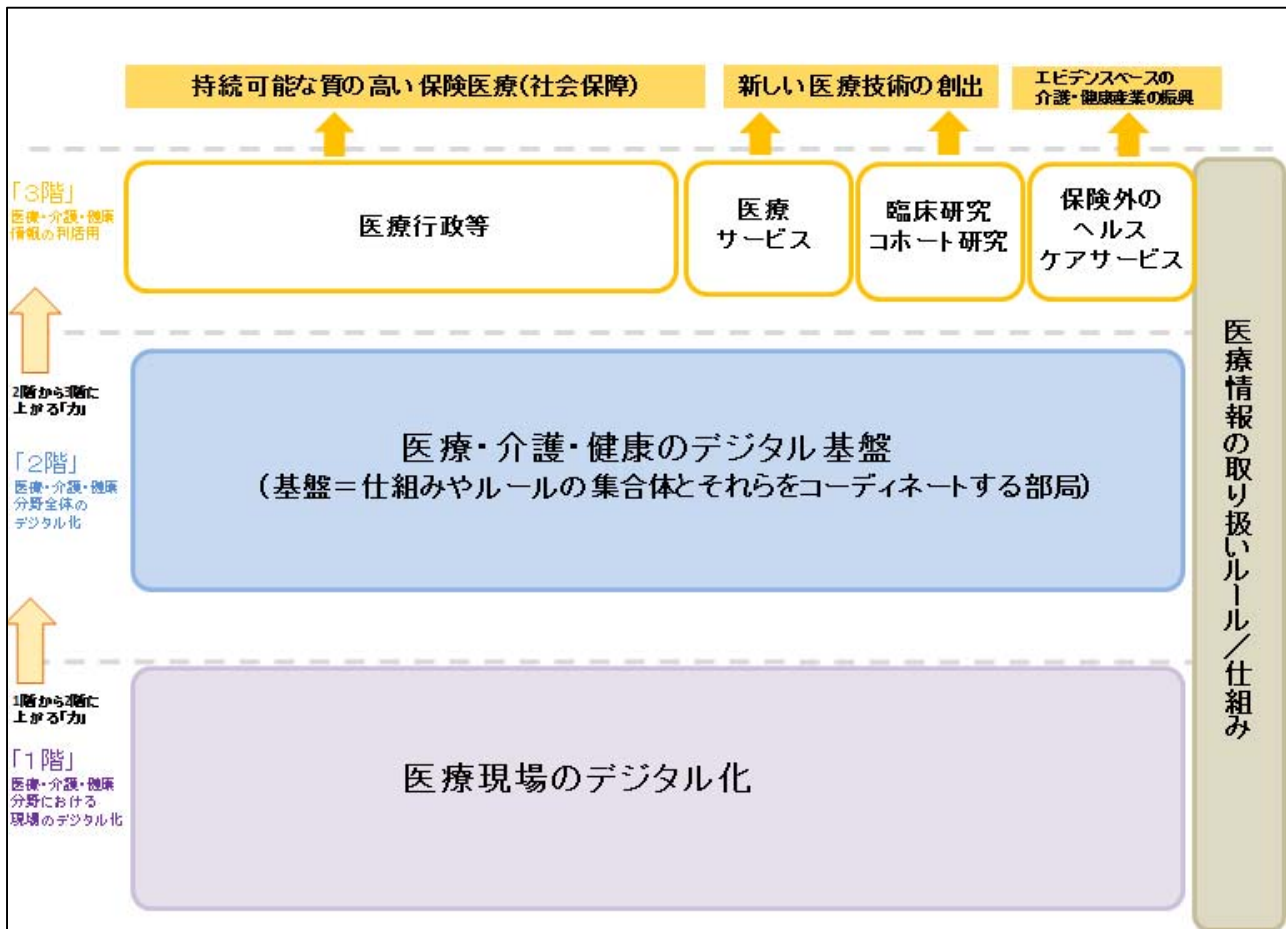 持続可能な質の高い保険医療(社会保障)
新しい医療技術の創出
エビデンスベースの
介護・健康産業の振興
「3階」
医療・介護・健康
情報の利活用
医療行政等
医療
サービス
臨床研究
コホート研究
保険外の
ヘルス
ケアサービス
2階から3階に
上がる「力」
「2階」
医療・介護・健康
分野全体の
デジタル化
医療・介護・健康のデジタル基盤
(基盤=仕組みやルールの集合体とそれらをコーディネートする部局)
1階から2階に
上がる「力」
「1階」
医療・介護・健康
分野における
現場のデジタル化
医療現場のデジタル化
医療情報の取り扱いルール/仕組み